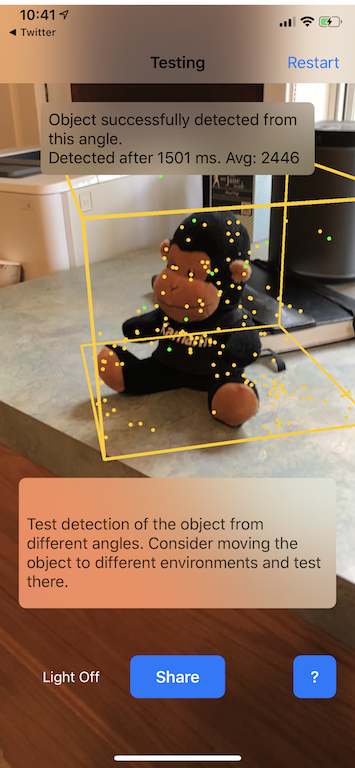 10:41
◀ Twitter
Testing
Restart
Object successfully detected from
this angle.
Detected after 1501 ms. Avg: 2446
Test detection of the object from
different angles. Consider moving the
object to different environments and test
there.
Light Off
Share
?